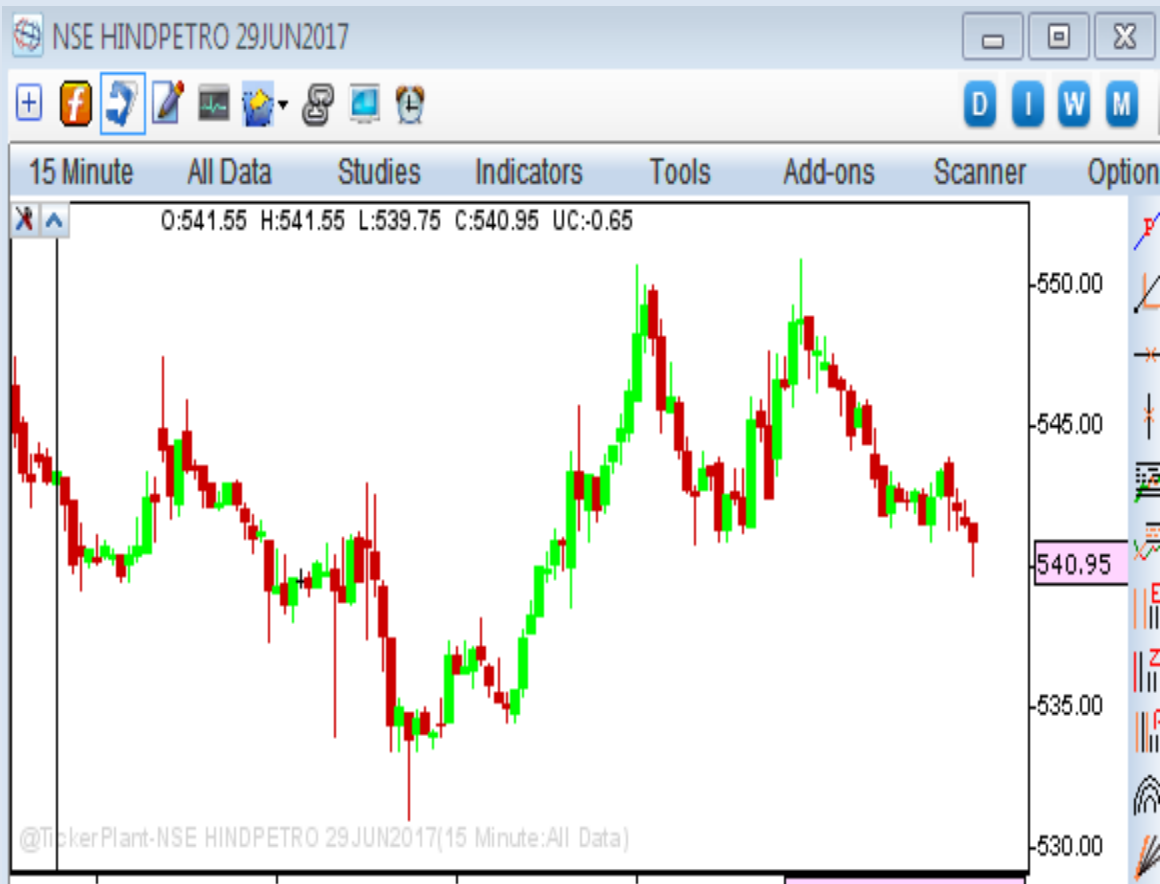 NSE HINDPETRO 29JUN2017
D I W M
15 Minute All Data Studies Indicators Tools Add-ons Scanner Option
O:541.55 H:541.55 L:539.75 C:540.95 UC:-0.65
P
550.00
545.00
540.95
E
Z
535.00
@TickerPlant-NSE HINDPETRO 29JUN2017(15 Minute:All Data)
530.00